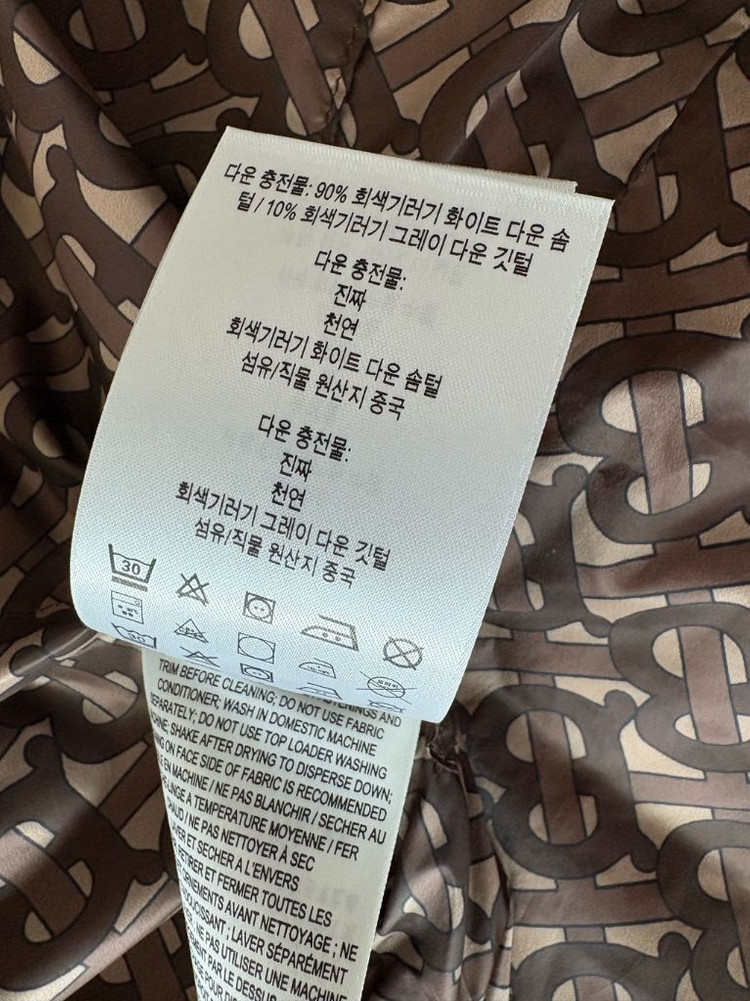 다운 충전물: 90% 회색기러기 화이트 다운 솜
털 / 10% 회색기러기 그레이 다운 깃털
다운 충전물:
진짜
천연
회색기러기 화이트 다운 솜털
섬유/직물 원산지 중국
다운 충전물:
진짜
천연
회색기러기 그레이 다운 깃털
섬유/직물 원산지 중국
30
30
TRIM BEFORE CLEANING; DO NOT USE FABRIC
CONDITIONER; WASH IN DOMESTIC MACHINE
DO NOT USE TOP LOADER WASHING
SHAKE AFTER DRYING TO DISPERSE DOWN;
ON FACE SIDE OF FABRIC IS RECOMMENDED
EN MACHINE / NE PAS BLANCHIR / SECHER AU
A TEMPERATURE MOYENNE / FER
NE PAS NETTOYER À SEC
ET SECHER A L'ENVERS
ET FERMER TOUTES LES
AVANT NETTOYAGE ; NE
LAVER SÉPARÉMENT
NE PAS UTILISER UNE MACHINE
PAR LE DESSUS